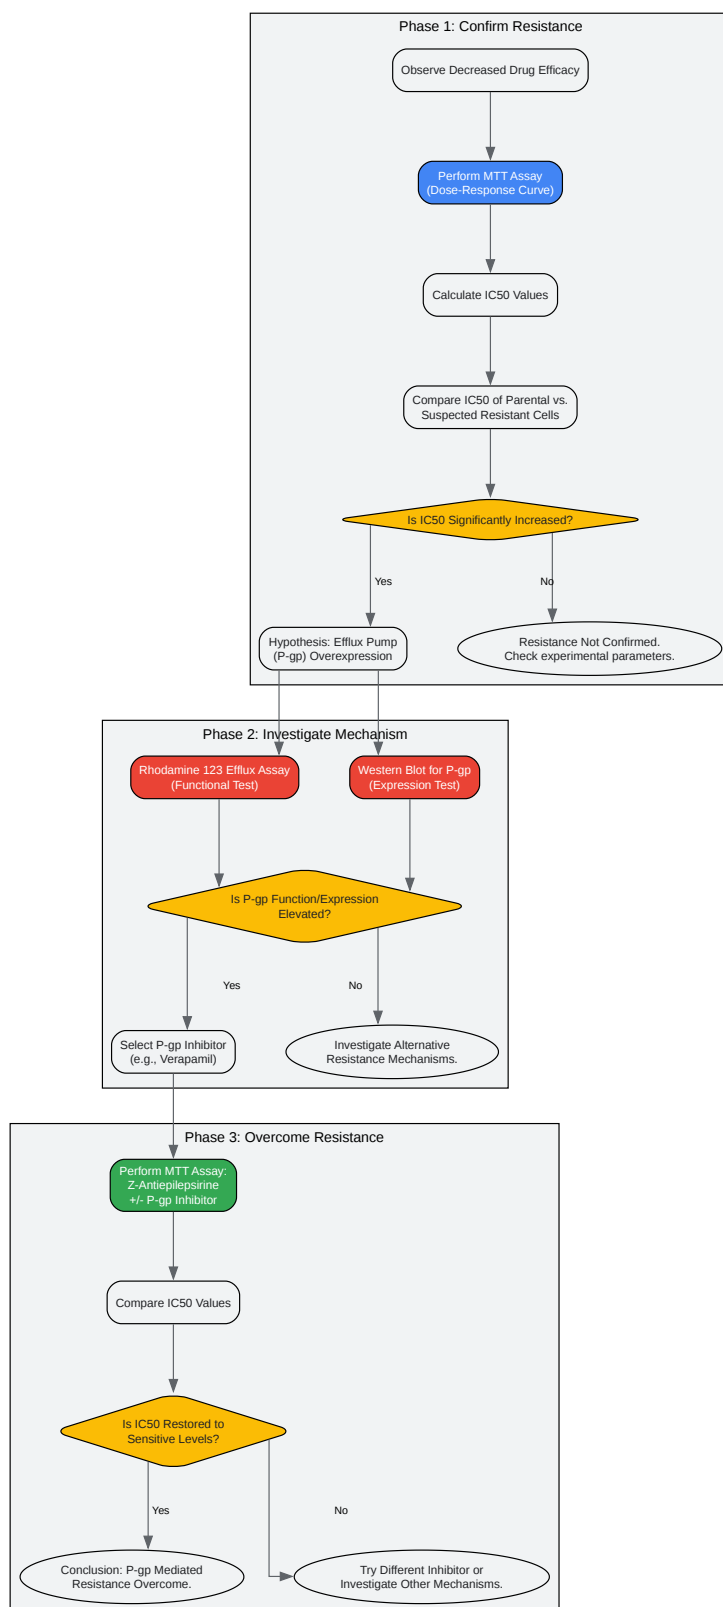 Phase 1: Confirm Resistance
Observe Decreased Drug Efficacy
Perform MTT Assay
(Dose-Response Curve)
Calculate IC50 Values
Compare IC50 of Parental vs.
Suspected Resistant Cells
Is IC50 Significantly Increased?
Yes
No
Hypothesis: Efflux Pump
(P-gp) Overexpression
Resistance Not Confirmed.
Check experimental parameters.
Phase 2: Investigate Mechanism
Rhodamine 123 Efflux Assay
(Functional Test)
Western Blot for P-gp
(Expression Test)
Is P-gp Function/Expression
Elevated?
Yes
No
Select P-gp Inhibitor
(e.g., Verapamil)
Investigate Alternative
Resistance Mechanisms.
Phase 3: Overcome Resistance
Perform MTT Assay:
Z-Antiepilepsirine
+/- P-gp Inhibitor
Compare IC50 Values
Is IC50 Restored to
Sensitive Levels?
Yes
No
Conclusion: P-gp Mediated
Resistance Overcome.
Try Different Inhibitor or
Investigate Other Mechanisms.